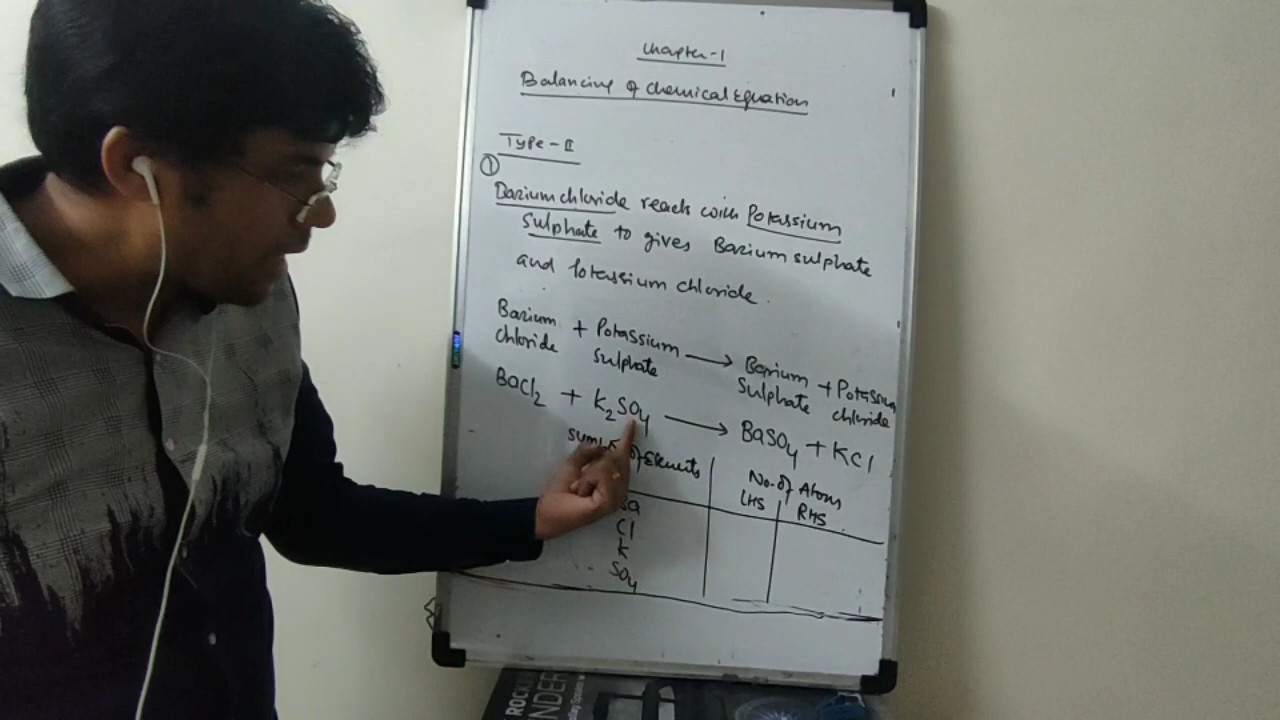 Chapter-1
Balancing of chemical Equation
Type-II
①
Barium chloride reacts with Potassium
Sulphate to gives Barium sulphate
and Potassium chloride.
Barium chloride + Potassium sulphate → Barium Sulphate + Potassium chloride
BaCl2 + K2SO4 → BaSO4 + KCl
of Elements
No. of Atoms
LHS RHS
Cl
K
SO4
ROCK